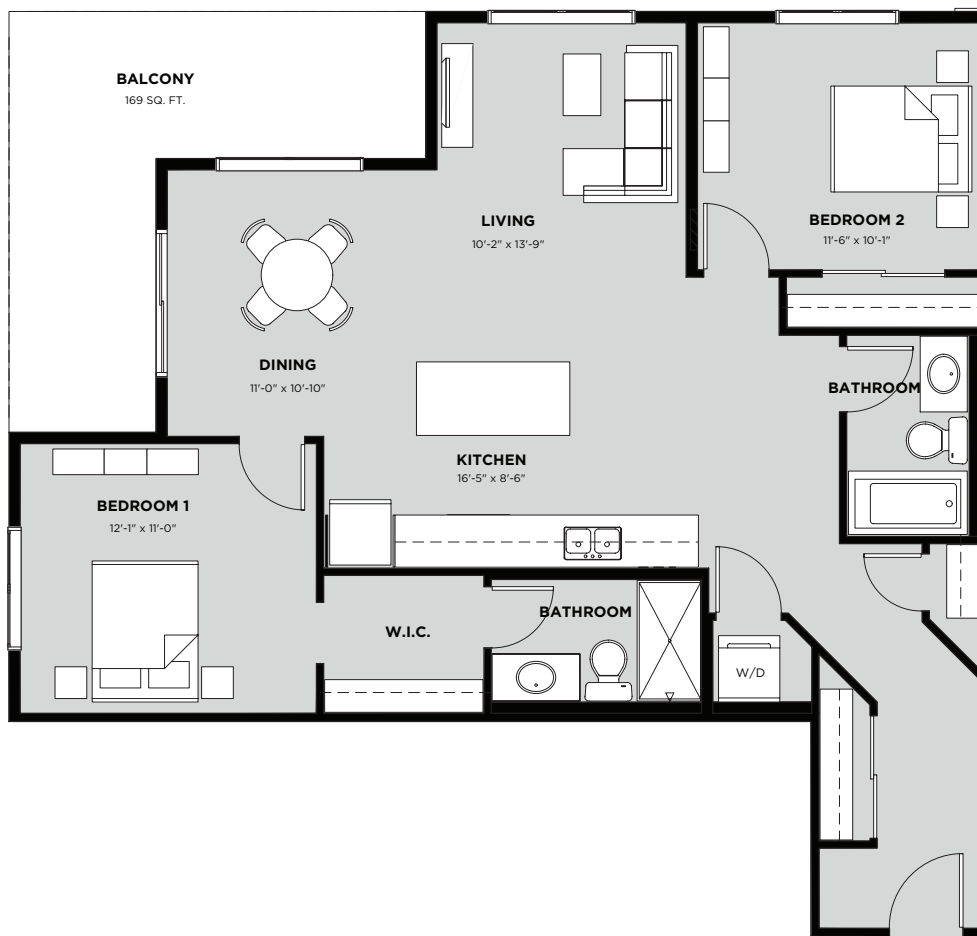 BALCONY
169 SQ. FT.
LIVING
10'-2" x 13'-9"
BEDROOM 2
11'-6" x 10'-1"
DINING
11'-0" x 10'-10"
BATHROOM
KITCHEN
16'-5" x 8'-6"
BEDROOM 1
12'-1" x 11'-0"
W.I.C.
BATHROOM
W/D